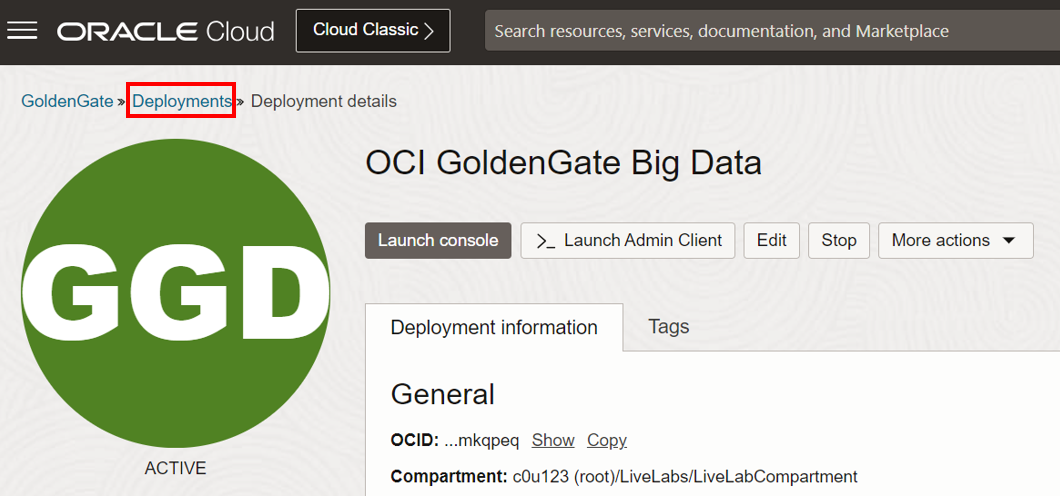 ORACLE Cloud Cloud Classic Search resources, services, documentation, and Marketplace
GoldenGate » Deployments » Deployment details
GGD
ACTIVE
OCI GoldenGate Big Data
Launch console >_ Launch Admin Client Edit Stop More actions
Deployment information Tags
General
OCID: ...mkqpeq Show Copy
Compartment: c0u123 (root)/LiveLabs/LiveLabCompartment